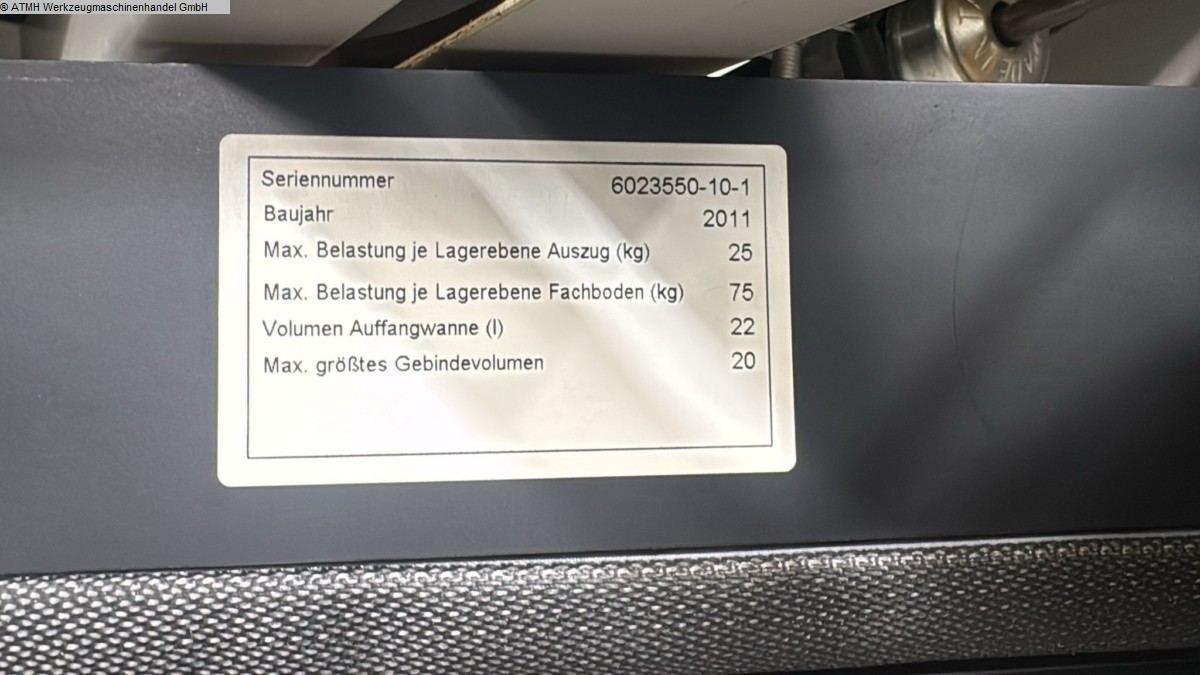 © ATMH Werkzeugmaschinenhandel GmbH
Seriennummer 6023550-10-1
Baujahr 2011
Max. Belastung je Lagerebene Auszug (kg) 25
Max. Belastung je Lagerebene Fachboden (kg) 75
Volumen Auffangwanne (l) 22
Max. größtes Gebindevolumen 20